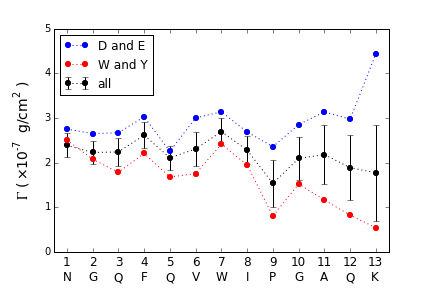 5
4
3
2
1
0
Γ ( ×10⁻⁷ g/cm² )
D and E
W and Y
all
1 2 3 4 5 6 7 8 9 10 11 12 13
N G Q F Q V W I P G A Q K